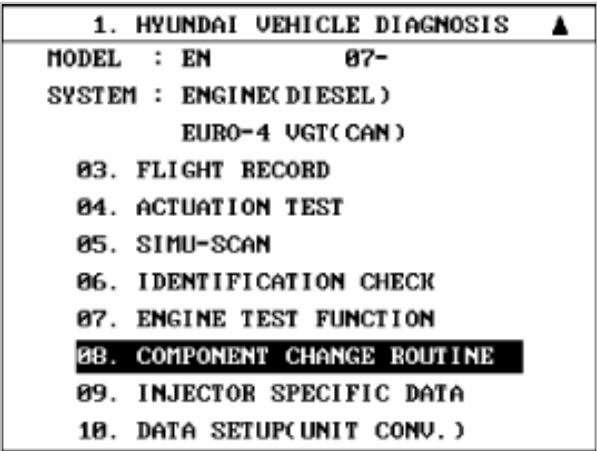 1. HYUNDAI VEHICLE DIAGNOSIS ▲
MODEL : EN 07-
SYSTEM : ENGINE(DIESEL)
EURO-4 VGT(CAN)
03. FLIGHT RECORD
04. ACTUATION TEST
05. SIMU-SCAN
06. IDENTIFICATION CHECK
07. ENGINE TEST FUNCTION
08. COMPONENT CHANGE ROUTINE
09. INJECTOR SPECIFIC DATA
10. DATA SETUP(UNIT CONV.)